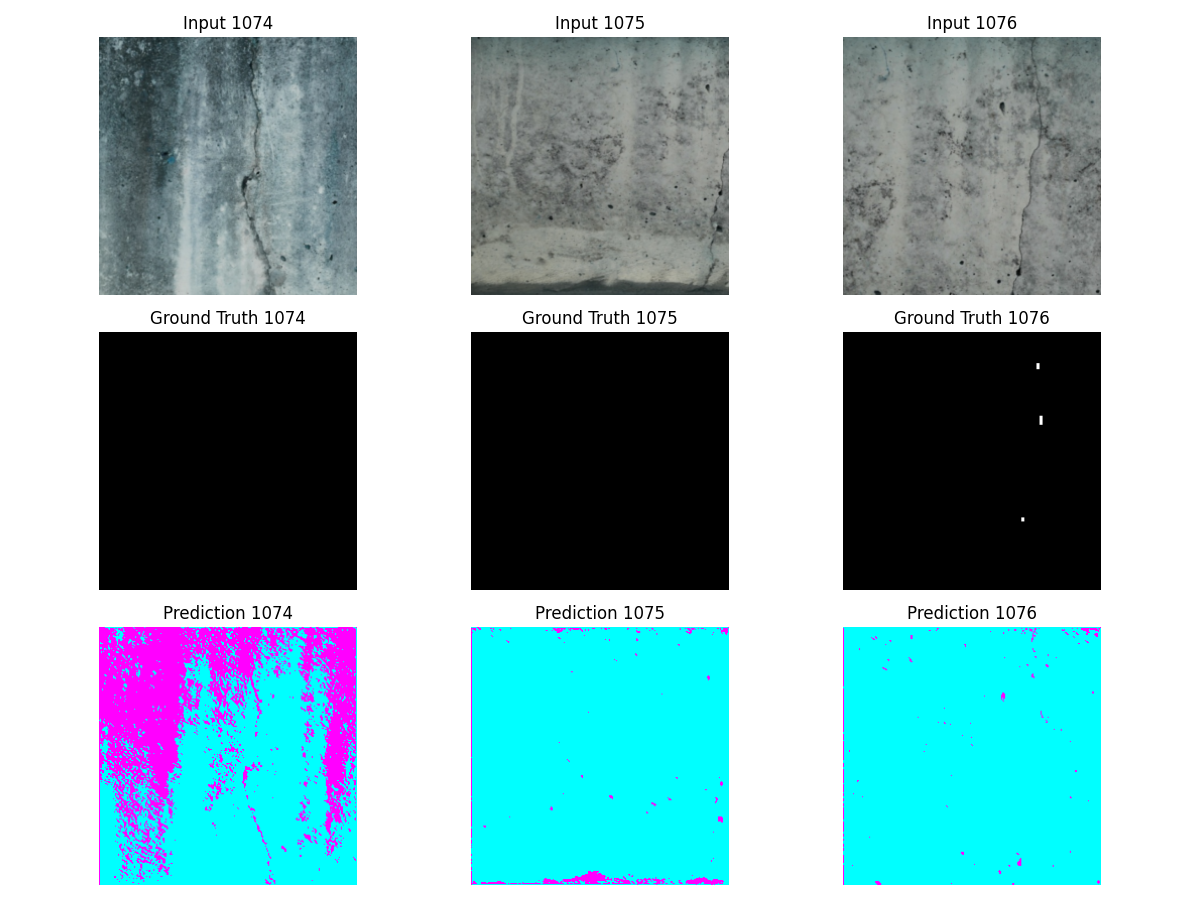 Input 1074
Input 1075
Input 1076
Ground Truth 1074
Ground Truth 1075
Ground Truth 1076
Prediction 1074
Prediction 1075
Prediction 1076